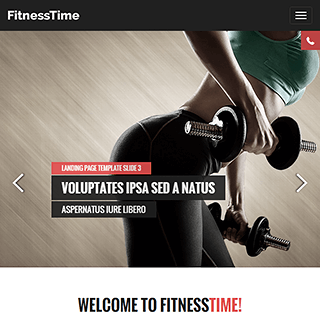 FitnessTime
LANDING PAGE TEMPLATE SLIDE 3
VOLUPTATES IPSA SED A NATUS
ASPERNATUS IURE LIBERO
WELCOME TO FITNESSTIME!